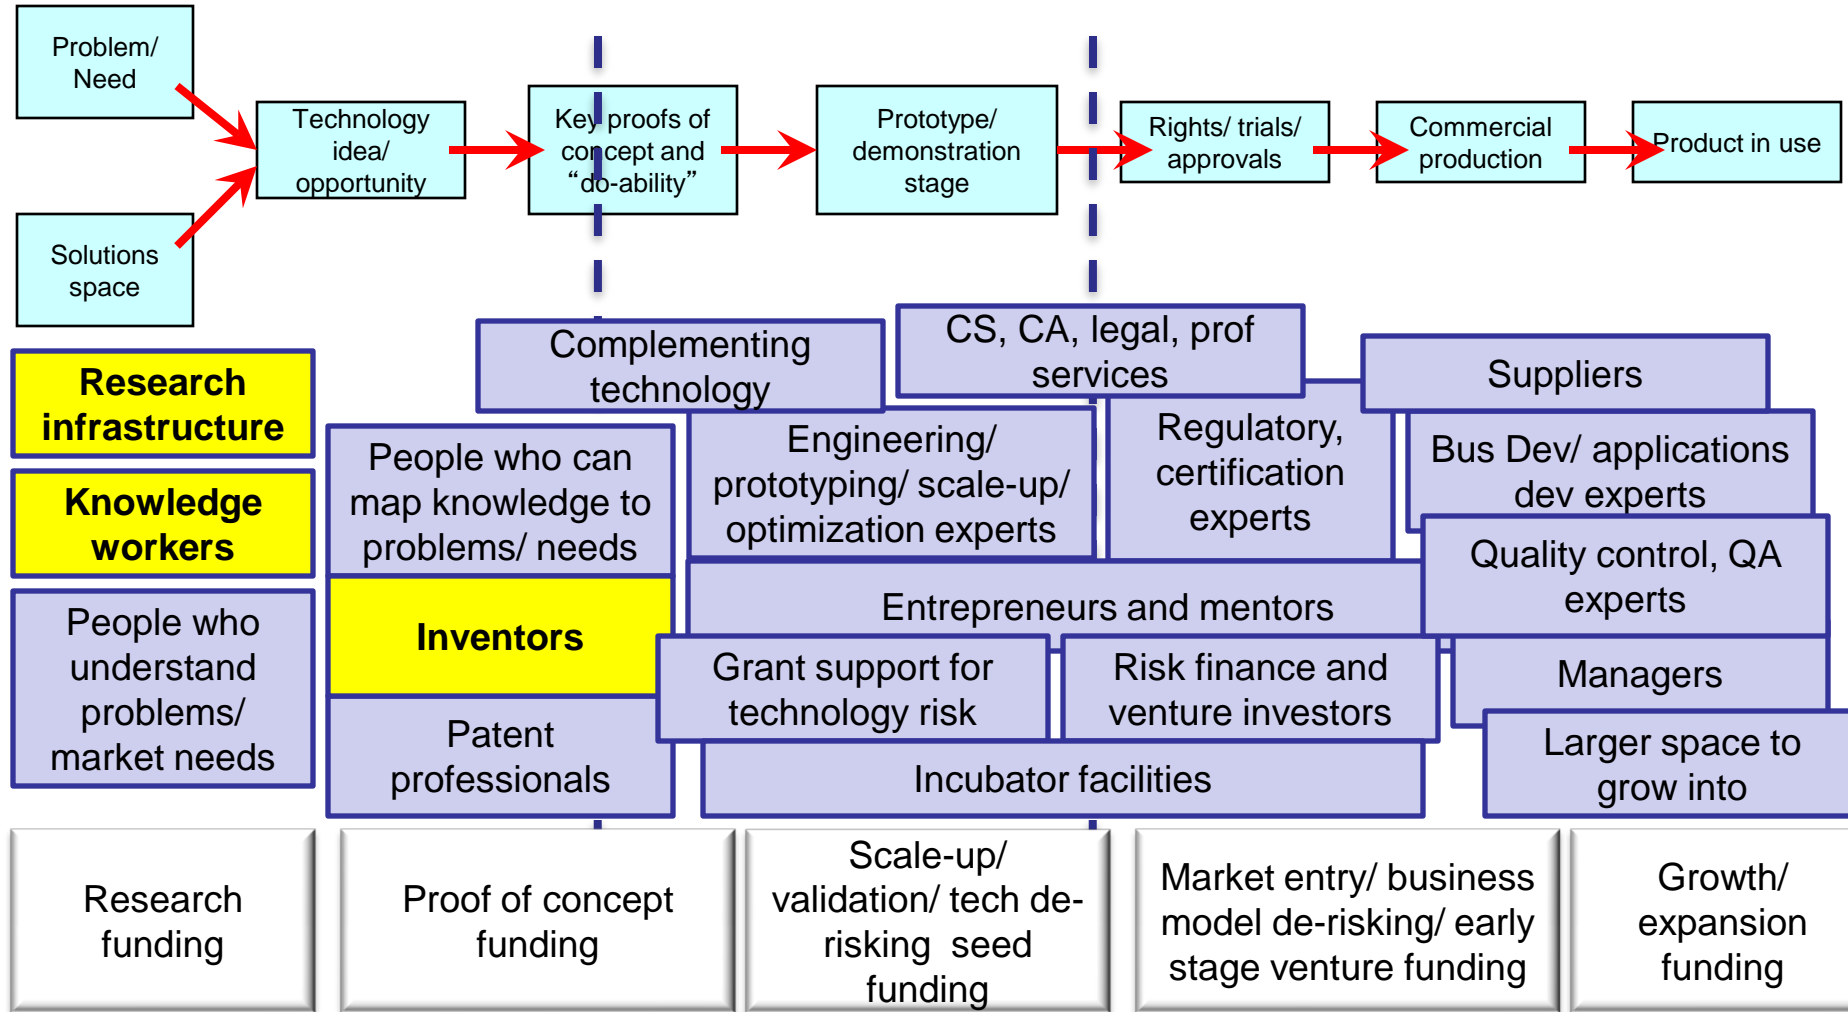 Problem/
Need
Solutions
space
Technology
idea/
opportunity
Key proofs of
concept and
“do-ability”
Prototype/
demonstration
stage
Rights/ trials/
approvals
Commercial
production
Product in use
Research
infrastructure
Knowledge
workers
People who
understand
problems/
market needs
People who can
map knowledge to
problems/ needs
Inventors
Patent
professionals
Complementing
technology
Engineering/
prototyping/ scale-up/
optimization experts
CS, CA, legal, prof
services
Regulatory,
certification
experts
Entrepreneurs and mentors
Grant support for
technology risk
Risk finance and
venture investors
Incubator facilities
Suppliers
Bus Dev/ applications
dev experts
Quality control, QA
experts
Managers
Larger space to
grow into
Research
funding
Proof of concept
funding
Scale-up/
validation/ tech de-
risking seed
funding
Market entry/ business
model de-risking/ early
stage venture funding
Growth/
expansion
funding